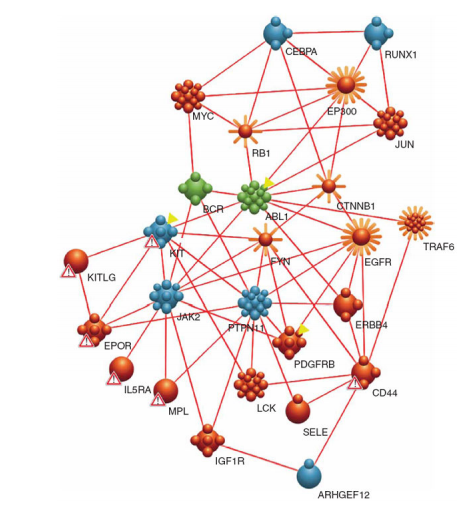 CEBPA
RUNX1
MYC
EP300
RB1
JUN
BCR
ABL1
CTNNB1
TRAF6
KIT
FYN
EGFR
KITLG
JAK2
PTPN11
ERBB4
EPOR
PDGFRB
IL5RA
MPL
LCK
CD44
SELE
IGF1R
ARHGEF12